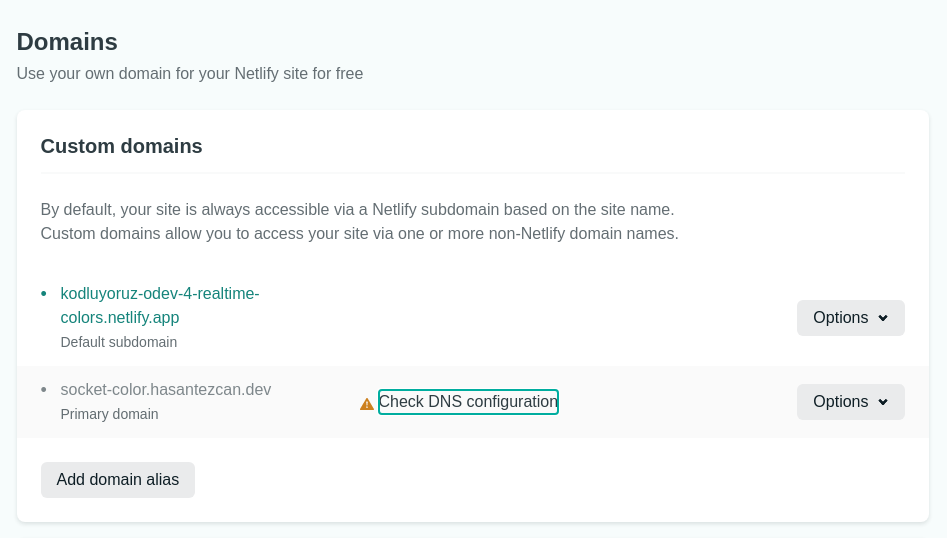 Domains
Use your own domain for your Netlify site for free
Custom domains
By default, your site is always accessible via a Netlify subdomain based on the site name.
Custom domains allow you to access your site via one or more non-Netlify domain names.
• kodluyoruz-odev-4-realtime-
colors.netlify.app
Default subdomain
Options
• socket-color.hasantezcan.dev
Primary domain
Check DNS configuration
Options
Add domain alias